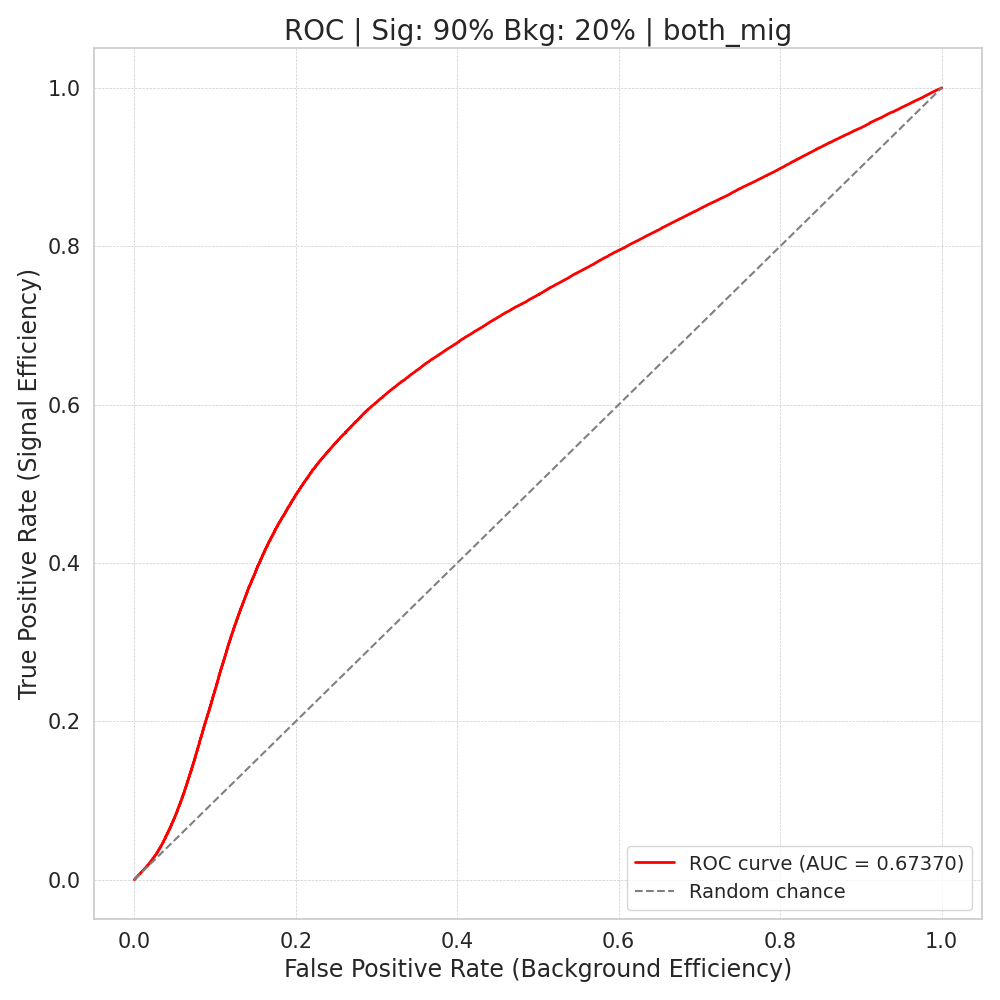 ROC | Sig: 90% Bkg: 20% | both_mig
True Positive Rate (Signal Efficiency)
1.0
0.8
0.6
0.4
0.2
0.0
ROC curve (AUC = 0.67370)
Random chance
0.0 0.2 0.4 0.6 0.8 1.0
False Positive Rate (Background Efficiency)